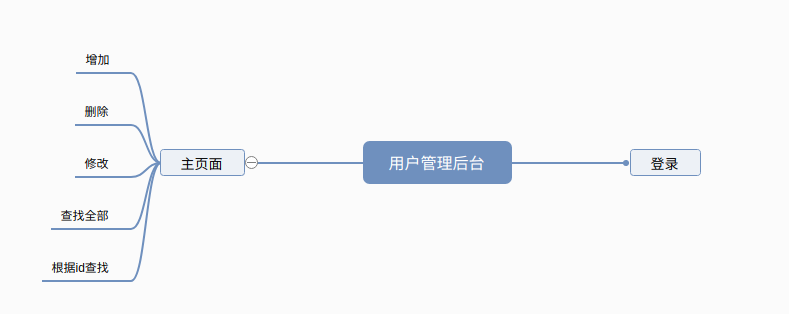 增加
删除
修改
查找全部
根据id查找
主页面
用户管理后台
登录